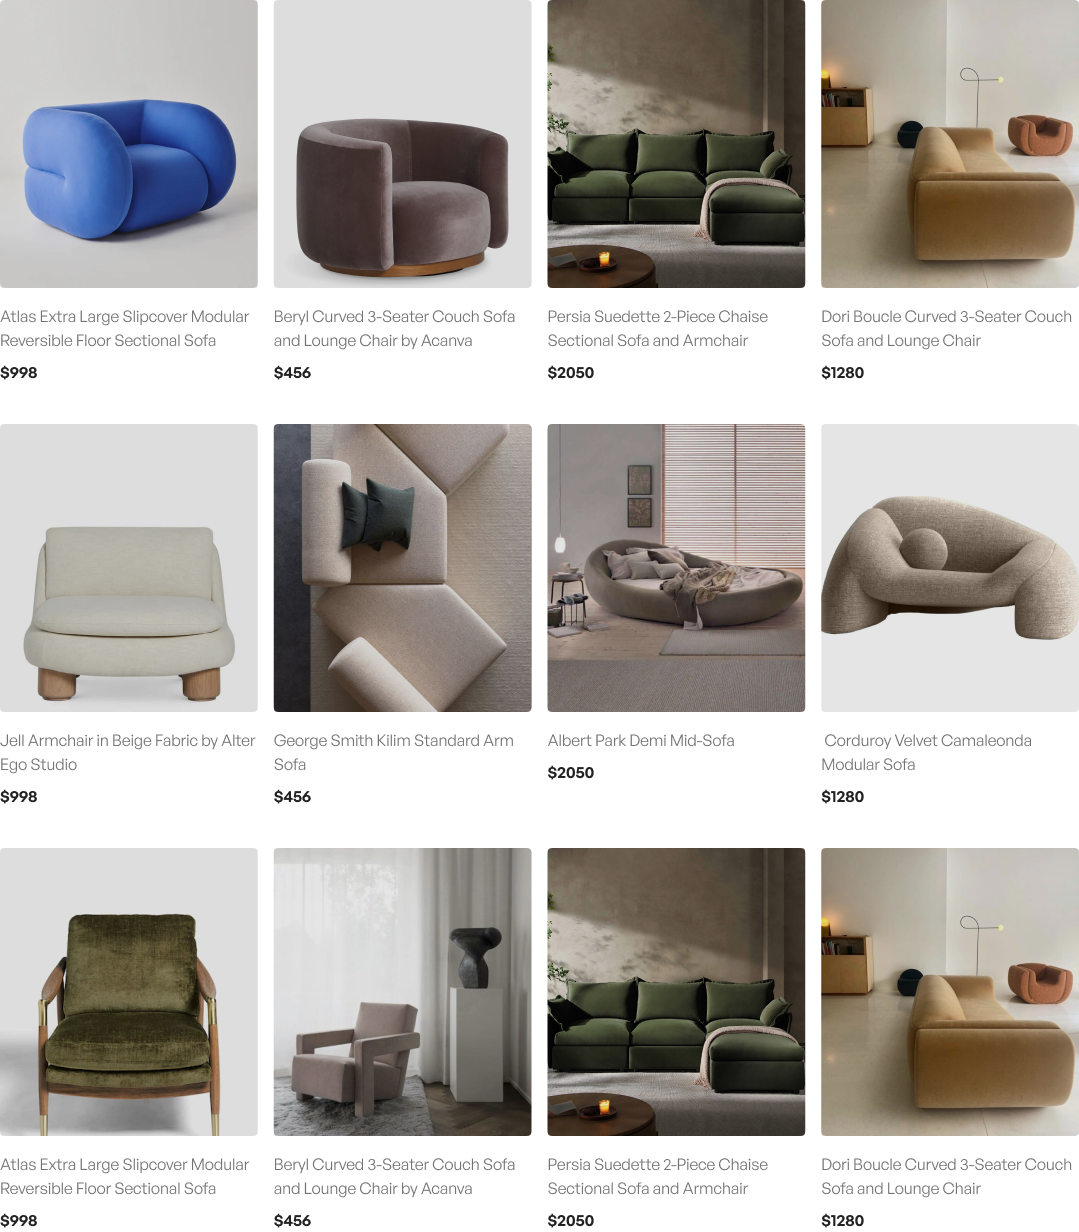 Atlas Extra Large Slipcover Modular
Reversible Floor Sectional Sofa
$998
Beryl Curved 3-Seater Couch Sofa
and Lounge Chair by Acanva
$456
Persia Suedette 2-Piece Chaise
Sectional Sofa and Armchair
$2050
Dori Boucle Curved 3-Seater Couch
Sofa and Lounge Chair
$1280
Jell Armchair in Beige Fabric by Alter
Ego Studio
$998
George Smith Kilim Standard Arm
Sofa
$456
Albert Park Demi Mid-Sofa
$2050
Corduroy Velvet Camaleonda
Modular Sofa
$1280
Atlas Extra Large Slipcover Modular
Reversible Floor Sectional Sofa
$998
Beryl Curved 3-Seater Couch Sofa
and Lounge Chair by Acanva
$456
Persia Suedette 2-Piece Chaise
Sectional Sofa and Armchair
$2050
Dori Boucle Curved 3-Seater Couch
Sofa and Lounge Chair
$1280